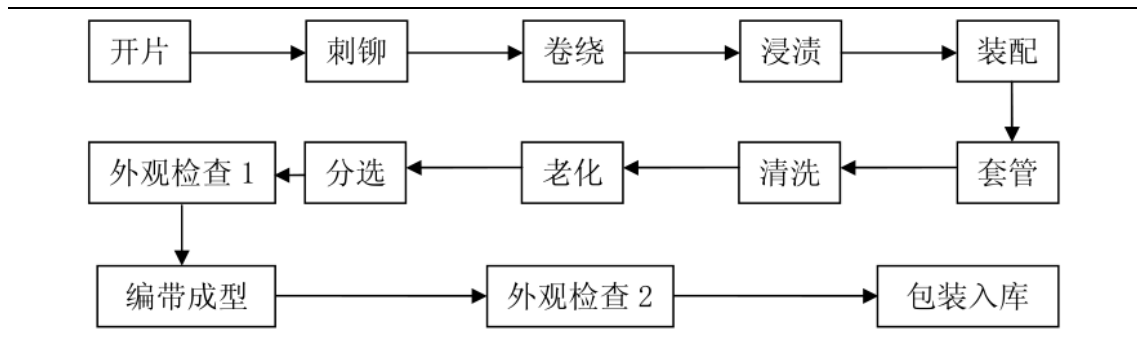 开片 刺铆 卷绕 浸渍 装配
外观检查 1 分选 老化 清洗 套管
编带成型 外观检查 2 包装入库